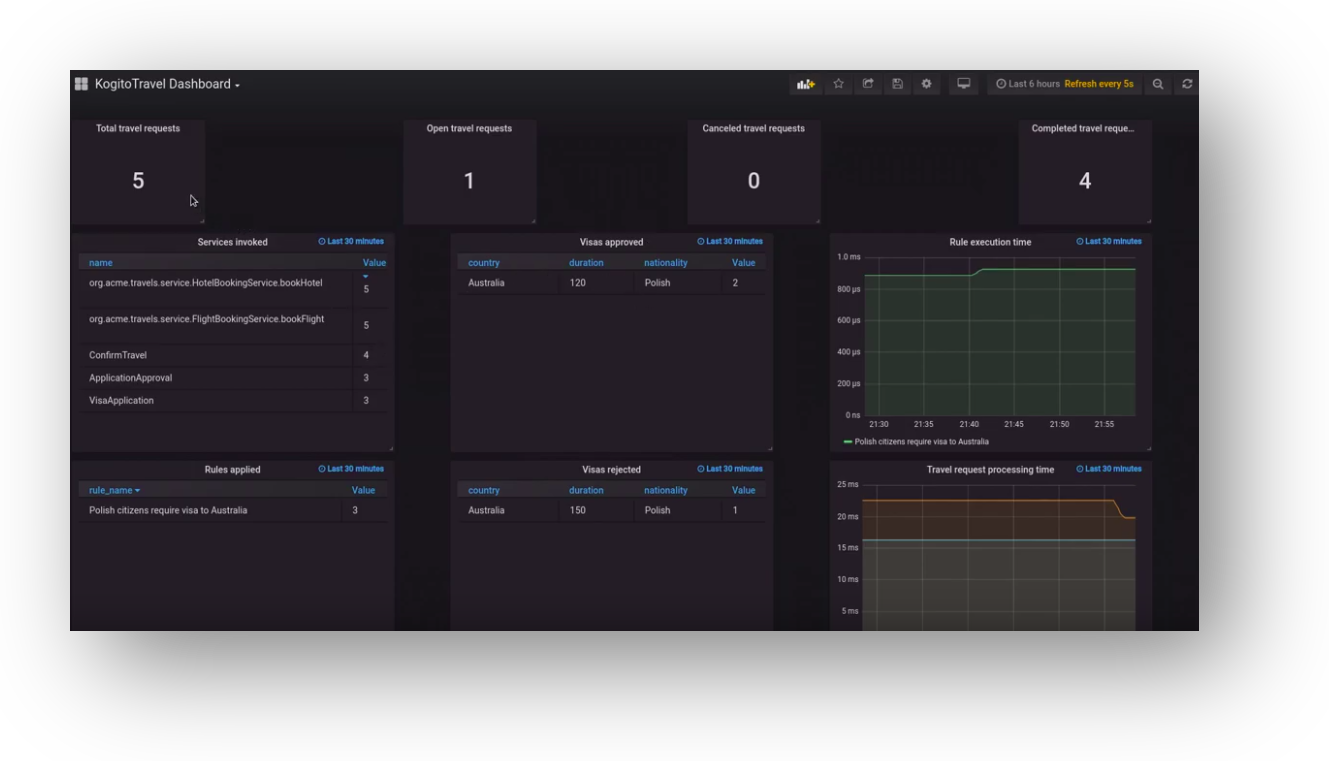 KogitoTravel Dashboard
Last 6 hours Refresh every 5s
Total travel requests
5
Open travel requests
1
Canceled travel requests
0
Completed travel reque...
4
Services invoked Last 30 minutes
name Value
org.acme.travels.service.HotelBookingService.bookHotel 5
org.acme.travels.service.FlightBookingService.bookFlight 5
ConfirmTravel 4
ApplicationApproval 3
VisaApplication 3
Visas approved Last 30 minutes
country duration nationality Value
Australia 120 Polish 2
Rule execution time Last 30 minutes
1.0 ms
800 µs
600 µs
400 µs
200 µs
0 ns
21:30 21:35 21:40 21:45 21:50 21:55
Polish citizens require visa to Australia
Rules applied Last 30 minutes
rule_name Value
Polish citizens require visa to Australia 3
Visas rejected Last 30 minutes
country duration nationality Value
Australia 150 Polish 1
Travel request processing time Last 30 minutes
25 ms
20 ms
15 ms
10 ms
5 ms